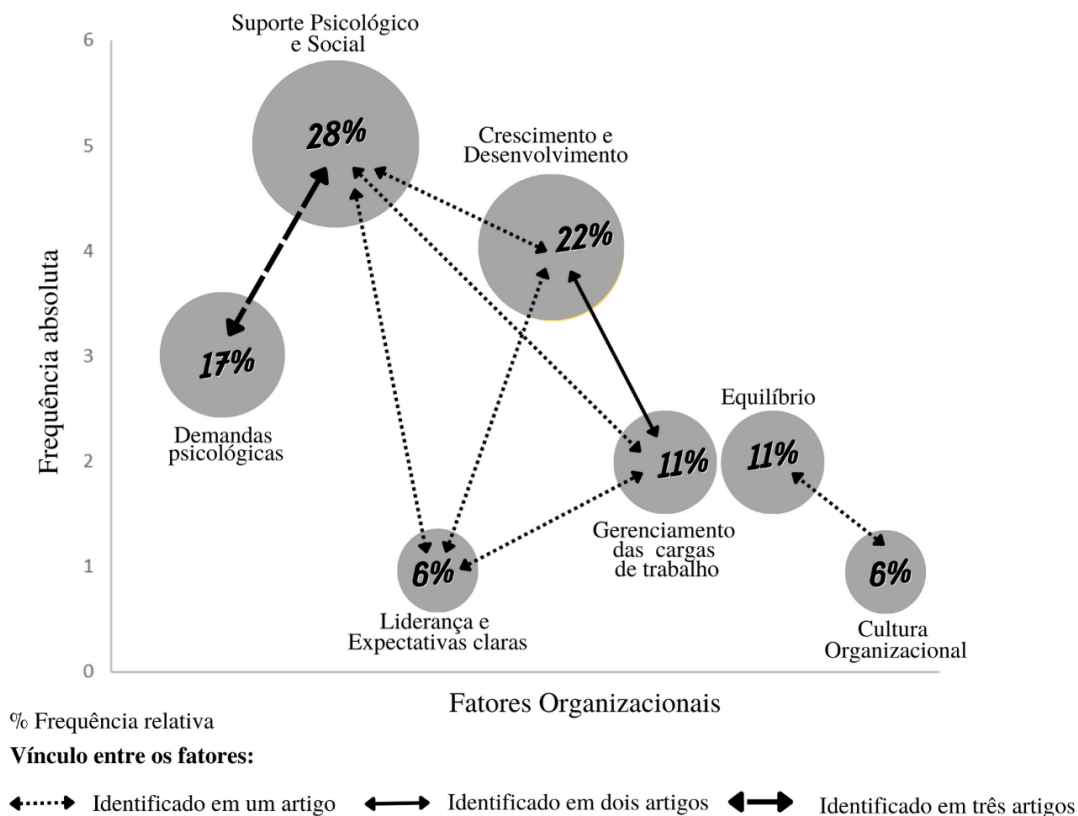 Suporte Psicológico
e Social
6
28%
Crescimento e
Desenvolvimento
5
22%
4
Frequência absoluta
17%
3
Demandas
psicológicas
Equilíbrio
11%
11%
2
Gerenciamento
das cargas
de trabalho
6%
6%
1
Liderança e
Expectativas claras
Cultura
Organizacional
0
Fatores Organizacionais
% Frequência relativa
Vínculo entre os fatores:
Identificado em um artigo
Identificado em dois artigos
Identificado em três artigos